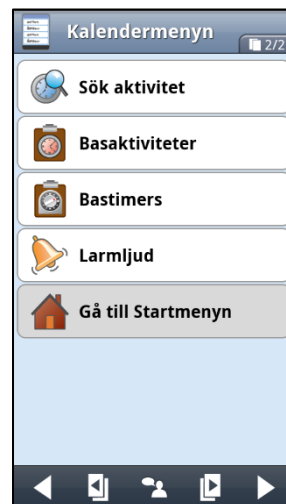 Kalendermenyn
2/2
Sök aktivitet
Basaktiviteter
Bastimers
Larmljud
Gå till Startmenyn